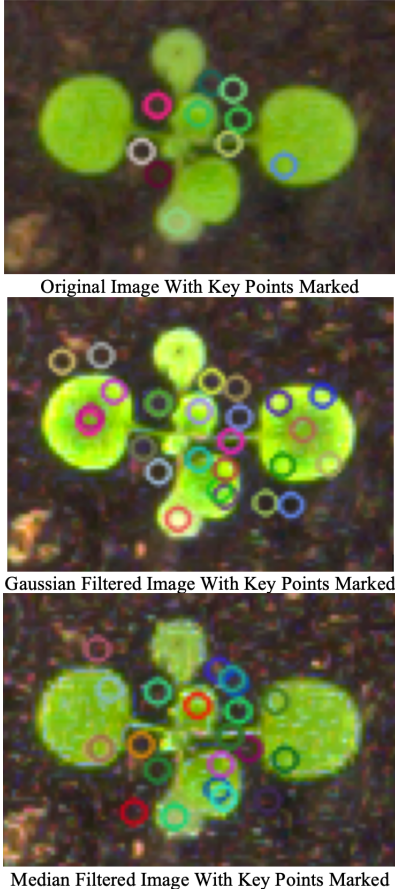 Original Image With Key Points Marked
Gaussian Filtered Image With Key Points Marked
Median Filtered Image With Key Points Marked